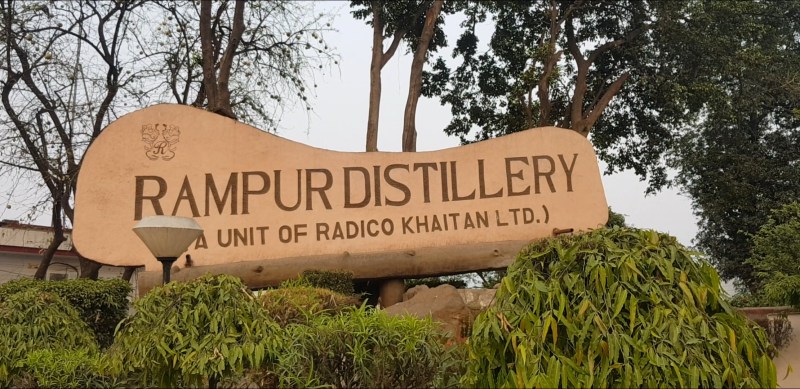 RAMPUR DISTILLERY
(A UNIT OF RADICO KHAITAN LTD.)